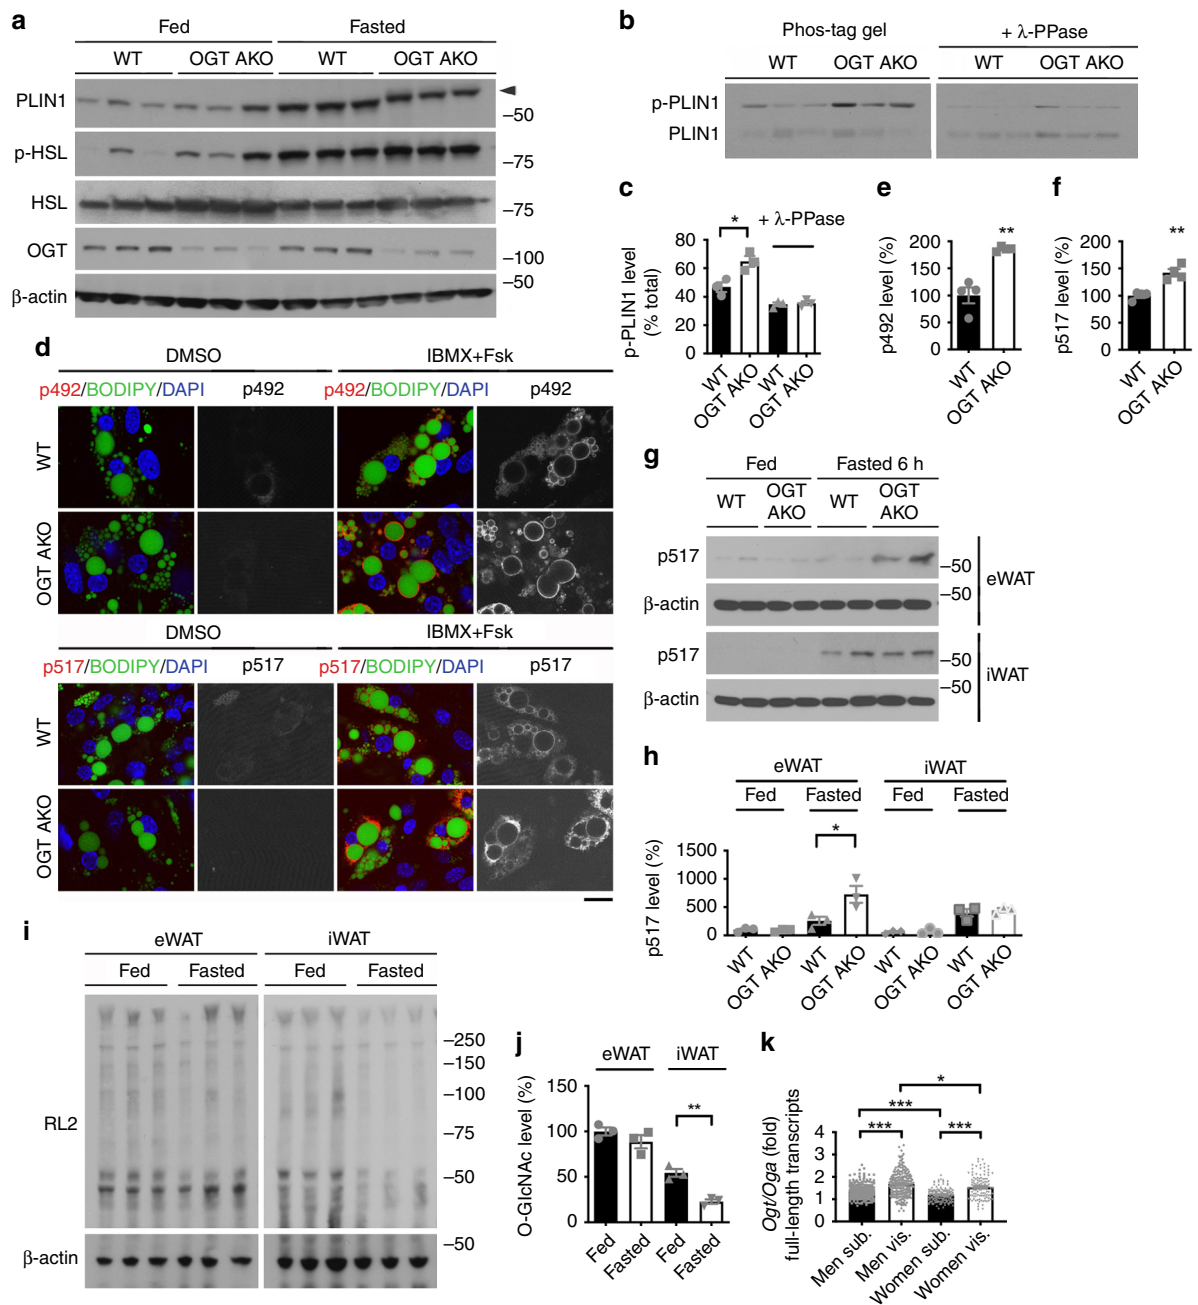 a
Fed Fasted
WT OGT AKO WT OGT AKO
PLIN1
–50
p-HSL
–75
HSL
–75
OGT
–100
–50
β-actin
b
Phos-tag gel + λ-PPase
WT OGT AKO WT OGT AKO
p-PLIN1
PLIN1
c
+ λ-PPase
*
p-PLIN1 level
(% total)
80
60
40
20
0
WT
OGT AKO
WT
OGT AKO
e
**
p492 level (%)
200
150
100
50
0
WT
OGT AKO
f
**
p517 level (%)
200
150
100
50
0
WT
OGT AKO
d
DMSO IBMX+Fsk
p492/BODIPY/DAPI p492 p492/BODIPY/DAPI p492
WT
OGT AKO
DMSO IBMX+Fsk
p517/BODIPY/DAPI p517 p517/BODIPY/DAPI p517
WT
OGT AKO
g
Fed Fasted 6 h
WT OGT AKO WT OGT AKO
p517
–50
eWAT
–50
β-actin
p517
–50
iWAT
–50
β-actin
h
eWAT iWAT
Fed Fasted Fed Fasted
*
p517 level (%)
1500
1000
500
0
WT
OGT AKO
WT
OGT AKO
WT
OGT AKO
WT
OGT AKO
i
eWAT iWAT
Fed Fasted Fed Fasted
–250
–150
–100
RL2
–75
–50
–50
β-actin
j
eWAT iWAT
**
O-GlcNAc level (%)
150
100
50
0
Fed
Fasted
Fed
Fasted
k
*
***
*** ***
Ogt/Oga (fold)
full-length transcripts
4
3
2
1
0
Men sub.
Men vis.
Women sub.
Women vis.